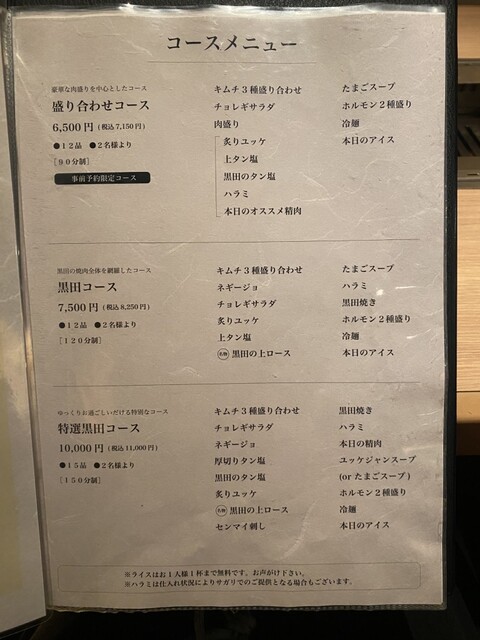 コースメニュー
豪華な肉盛りを中心としたコース
盛り合わせコース
6,500円 (税込7,150円)
●12品 ●2名様より
[90分制]
事前予約限定コース
キムチ3種盛り合わせ
チョレギサラダ
肉盛り
炙りユッケ
上タン塩
黒田のタン塩
ハラミ
本日のオススメ精肉
たまごスープ
ホルモン2種盛り
冷麺
本日のアイス
黒田の焼肉全体を網羅したコース
黒田コース
7,500円 (税込8,250円)
●12品 ●2名様より
[120分制]
キムチ3種盛り合わせ
ネギージョ
チョレギサラダ
炙りユッケ
上タン塩
名物 黒田の上ロース
たまごスープ
ハラミ
黒田焼き
ホルモン2種盛り
冷麺
本日のアイス
ゆっくりお過ごしいだける特別なコース
特選黒田コース
10,000円 (税込11,000円)
●15品 ●2名様より
[150分制]
キムチ3種盛り合わせ
チョレギサラダ
ネギージョ
厚切りタン塩
黒田のタン塩
炙りユッケ
名物 黒田の上ロース
センマイ刺し
黒田焼き
ハラミ
本日の精肉
ユッケジャンスープ
(or たまごスープ)
ホルモン2種盛り
冷麺
本日のアイス
※ライスはお1人様1杯まで無料です。お声がけ下さい。
※ハラミは仕入れ状況によりサガリでのご提供となる場合もございます。